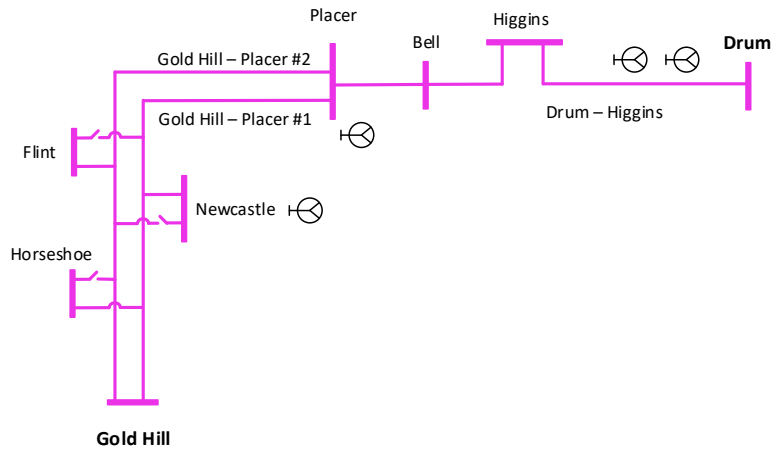 Placer
Higgins
Bell
Drum
Gold Hill – Placer #2
Gold Hill – Placer #1
Drum – Higgins
Flint
Newcastle
Horseshoe
Gold Hill